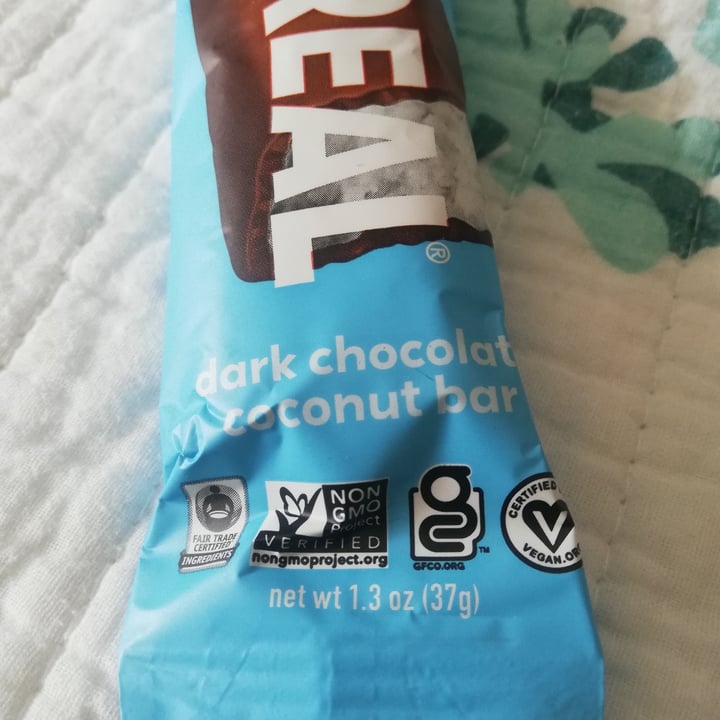 REAL®
dark chocolat
coconut bar
FAIR TRADE
CERTIFIED
INGREDIENTS
NON
GMO
Project
VERIFIED
nongmoproject.org
g
GFCO.ORG
TM
CERTIFIED
VEGAN.OR
net wt 1.3 oz (37g)